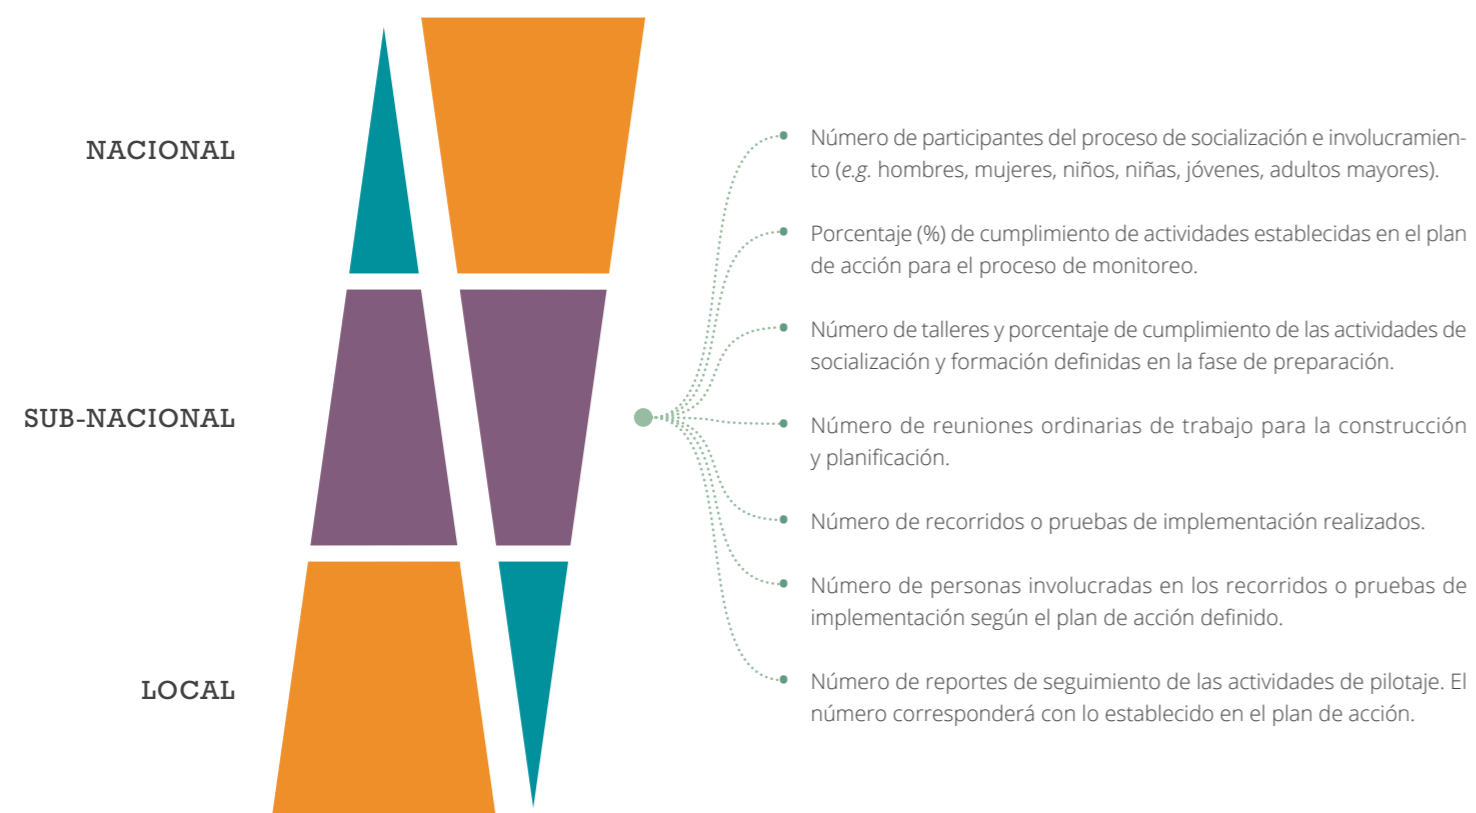 NACIONAL
SUB-NACIONAL
LOCAL
Número de participantes del proceso de socialización e involucramien-
to (e.g. hombres, mujeres, niños, niñas, jóvenes, adultos mayores).
Porcentaje (%) de cumplimiento de actividades establecidas en el plan
de acción para el proceso de monitoreo.
Número de talleres y porcentaje de cumplimiento de las actividades de
socialización y formación definidas en la fase de preparación.
Número de reuniones ordinarias de trabajo para la construcción
y planificación.
Número de recorridos o pruebas de implementación realizados.
Número de personas involucradas en los recorridos o pruebas de
implementación según el plan de acción definido.
Número de reportes de seguimiento de las actividades de pilotaje. El
número corresponderá con lo establecido en el plan de acción.